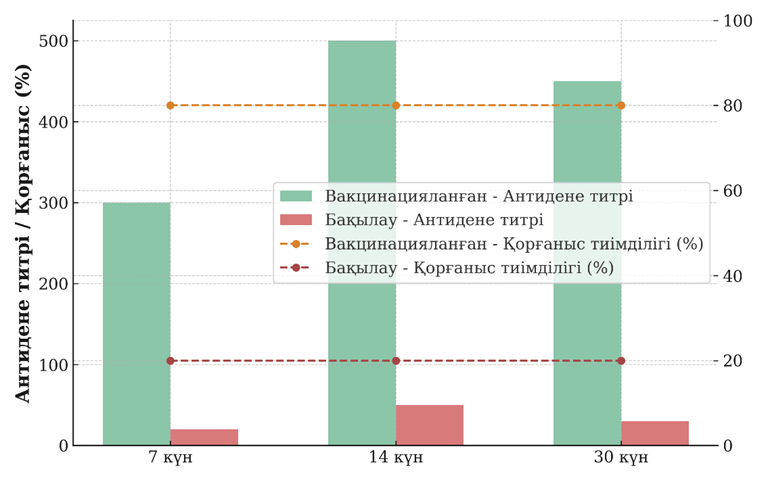 Антидене титрі / Қорғаныс (%)
500
400
300
200
100
0
100
80
60
40
20
0
Вакцинацияланған - Антидене титрі
Бақылау - Антидене титрі
Вакцинацияланған - Қорғаныс тиімділігі (%)
Бақылау - Қорғаныс тиімділігі (%)
7 күн
14 күн
30 күн